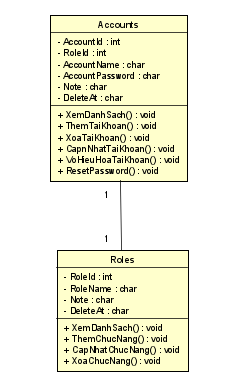 Accounts
- AccountId : int
- RoleId : int
- AccountName : char
- AccountPassword : char
- Note : char
- DeleteAt : char
+ XemDanhSach() : void
+ ThemTaiKhoan() : void
+ XoaTaiKhoan() : void
+ CapnNhatTaiKhoan() : void
+ VoHieuHoaTaiKhoan() : void
+ ResetPassword() : void
1
1
Roles
- RoleId : int
- RoleName : char
- Note : char
- DeleteAt : char
+ XemDanhSach() : void
+ ThemChucNang() : void
+ CapNhatChucNang() : void
+ XoaChucNang() : void